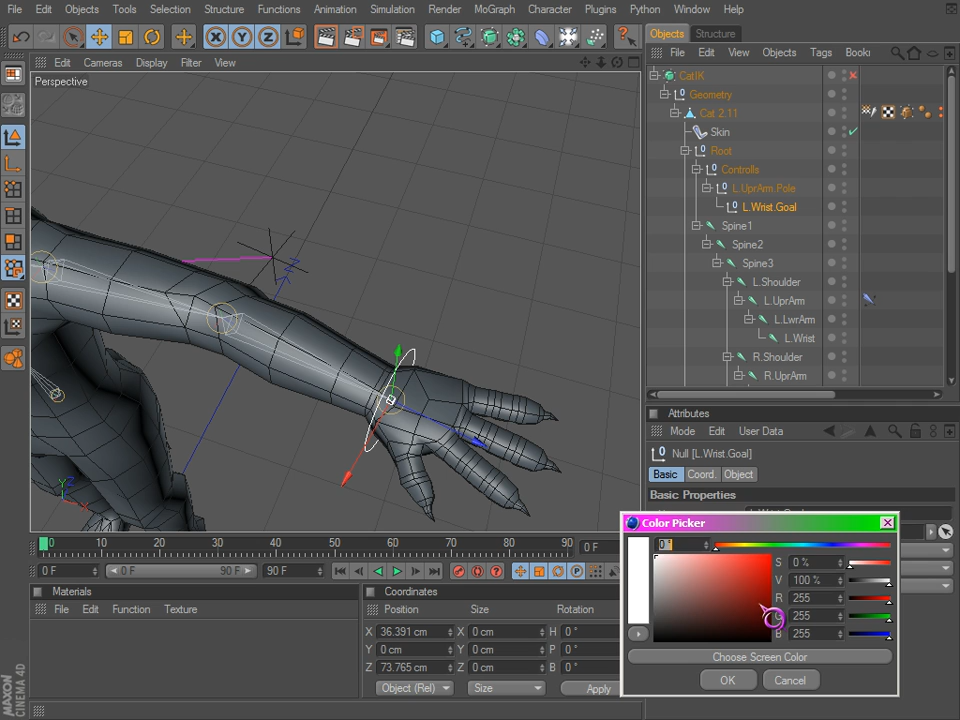 File Edit Objects Tools Selection Structure Functions Animation Simulation Render MoGraph Character Plugins Python Window Help
Objects Structure
File Edit View Objects Tags Bookı
Edit Cameras Display Filter View
Perspective
CatIK
Geometry
Cat 2.11
Skin
Root
Controlls
L.UprArm.Pole
L.Wrist.Goal
Spine1
Spine2
Spine3
L.Shoulder
L.UprArm
L.LwrArm
L.Wrist
R.Shoulder
R.UprArm
Attributes
Mode Edit User Data
Null [L.Wrist.Goal]
Basic Coord. Object
Basic Properties
Color Picker
0 °
S 0 %
V 100 %
R 255
G 255
B 255
Choose Screen Color
OK Cancel
0 10 20 30 40 50 60 70 80 90 0 F
0 F 0 F 90 F 90 F
Materials
File Edit Function Texture
Coordinates
Position Size Rotation
X 36.391 cm X 0 cm H 0 °
Y 0 cm Y 0 cm P 0 °
Z 73.765 cm Z 0 cm B 0 °
Object (Rel) Size Apply
MAXON
CINEMA 4D